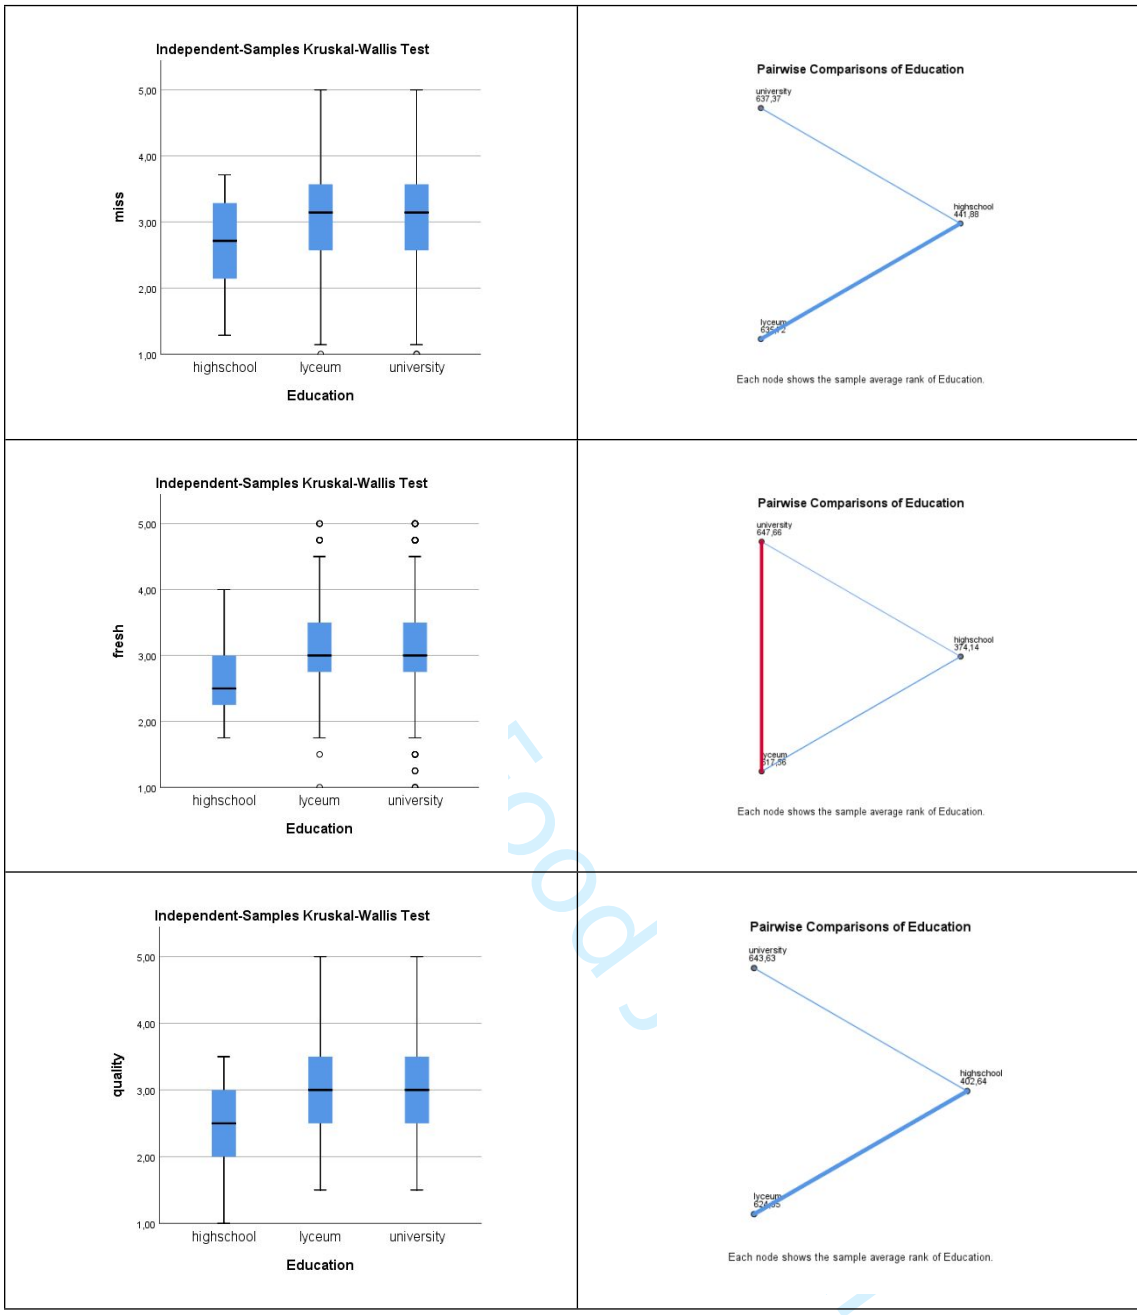 Independent-Samples Kruskal-Wallis Test
5,00
4,00
3,00
2,00
1,00
miss
highschool
lyceum
university
Education
Pairwise Comparisons of Education
university
637,37
highschool
441,88
lyceum
Each node shows the sample average rank of Education.
Independent-Samples Kruskal-Wallis Test
5,00
4,00
3,00
2,00
1,00
fresh
highschool
lyceum
university
Education
Pairwise Comparisons of Education
university
647,66
highschool
374,14
lyceum
Each node shows the sample average rank of Education.
Independent-Samples Kruskal-Wallis Test
5,00
4,00
3,00
2,00
1,00
quality
highschool
lyceum
university
Education
Pairwise Comparisons of Education
university
643,63
highschool
402,64
lyceum
Each node shows the sample average rank of Education.